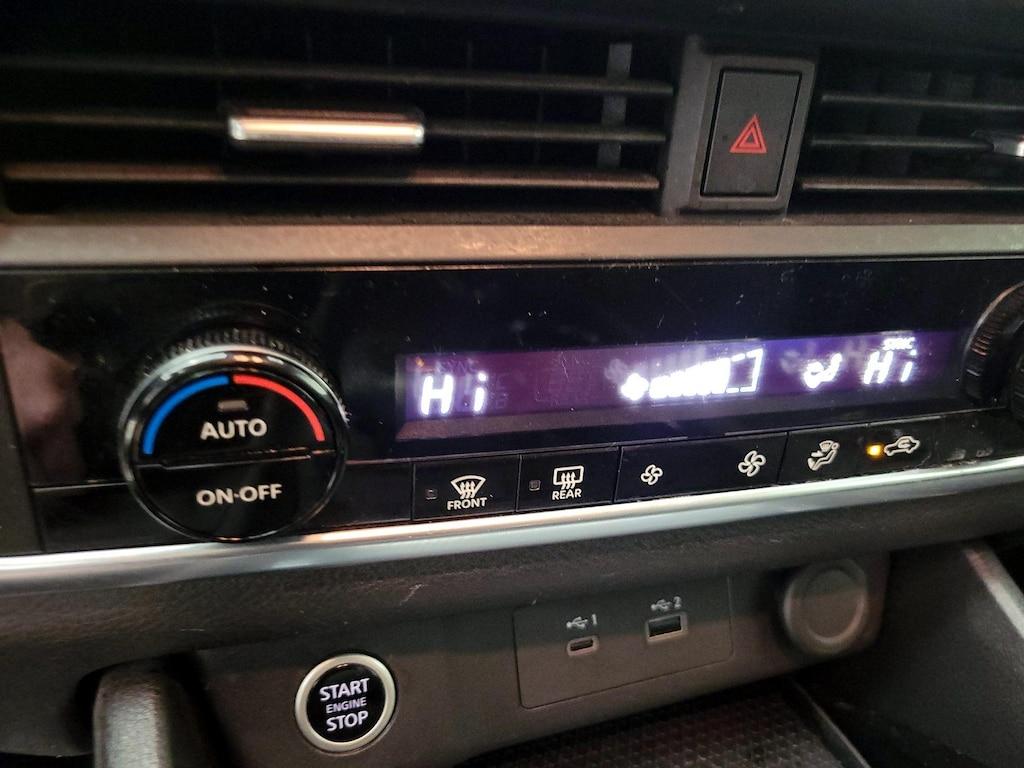 Hi
SYNC
Hi
AUTO
ON·OFF
FRONT
REAR
1
2
START
ENGINE
STOP